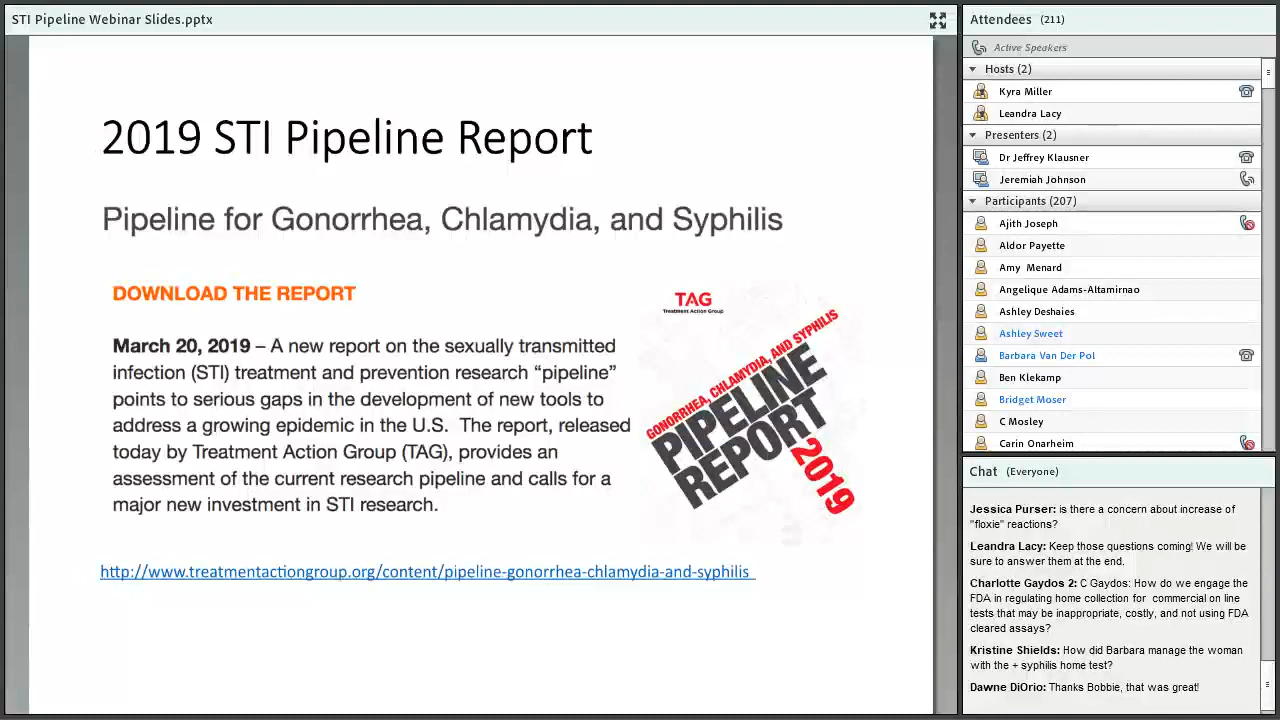 STI Pipeline Webinar Slides.pptx
2019 STI Pipeline Report
Pipeline for Gonorrhea, Chlamydia, and Syphilis
DOWNLOAD THE REPORT
March 20, 2019 – A new report on the sexually transmitted
infection (STI) treatment and prevention research “pipeline”
points to serious gaps in the development of new tools to
address a growing epidemic in the U.S.  The report, released
today by Treatment Action Group (TAG), provides an
assessment of the current research pipeline and calls for a
major new investment in STI research.
TAG
Treatment Action Group
GONORRHEA, CHLAMYDIA, AND SYPHILIS
PIPELINE
REPORT
2019
http://www.treatmentactiongroup.org/content/pipeline-gonorrhea-chlamydia-and-syphilis
Attendees (211)
Active Speakers
Hosts (2)
Kyra Miller
Leandra Lacy
Presenters (2)
Dr Jeffrey Klausner
Jeremiah Johnson
Participants (207)
Ajith Joseph
Aldor Payette
Amy  Menard
Angelique Adams-Altamirnao
Ashley Deshaies
Ashley Sweet
Barbara Van Der Pol
Ben Klekamp
Bridget Moser
C Mosley
Carin Onarheim
Chat (Everyone)
Jessica Purser: is there a concern about increase of
"floxie" reactions?
Leandra Lacy: Keep those questions coming! We will be
sure to answer them at the end.
Charlotte Gaydos 2: C Gaydos: How do we engage the
FDA in regulating home collection for  commercial on line
tests that may be inappropriate, costly, and not using FDA
cleared assays?
Kristine Shields: How did Barbara manage the woman
with the + syphilis home test?
Dawne DiOrio: Thanks Bobbie, that was great!